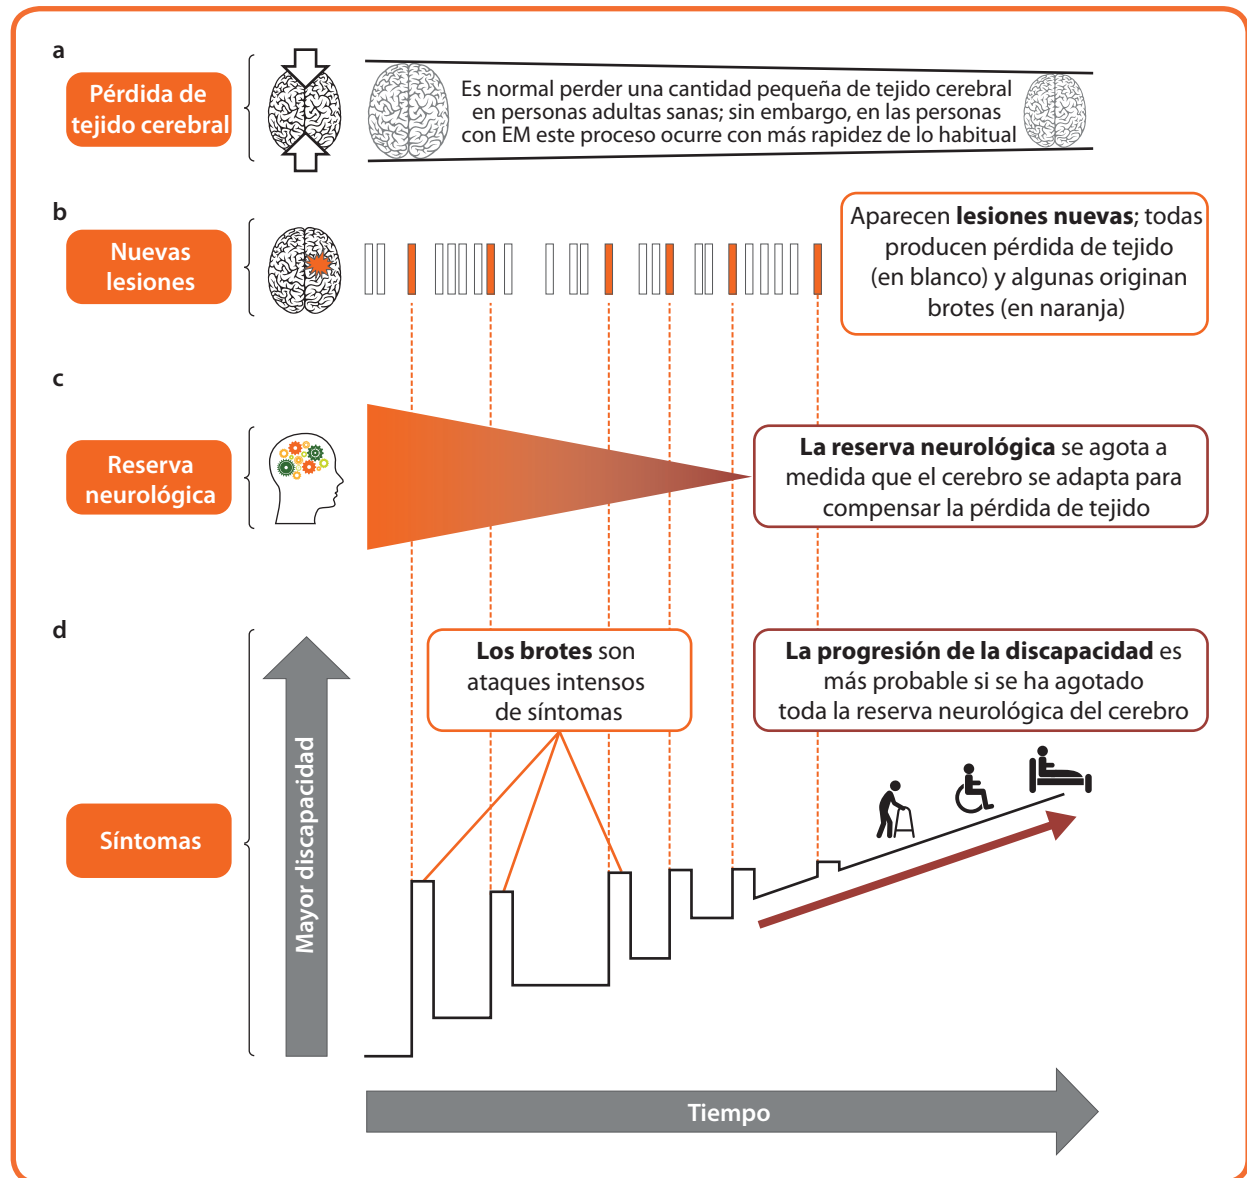 a
Pérdida de
tejido cerebral
Es normal perder una cantidad pequeña de tejido cerebral
en personas adultas sanas; sin embargo, en las personas
con EM este proceso ocurre con más rapidez de lo habitual
b
Nuevas
lesiones
Aparecen lesiones nuevas; todas
producen pérdida de tejido
(en blanco) y algunas originan
brotes (en naranja)
c
Reserva
neurológica
La reserva neurológica se agota a
medida que el cerebro se adapta para
compensar la pérdida de tejido
d
Síntomas
Mayor discapacidad
Los brotes son
ataques intensos
de síntomas
La progresión de la discapacidad es
más probable si se ha agotado
toda la reserva neurológica del cerebro
Tiempo